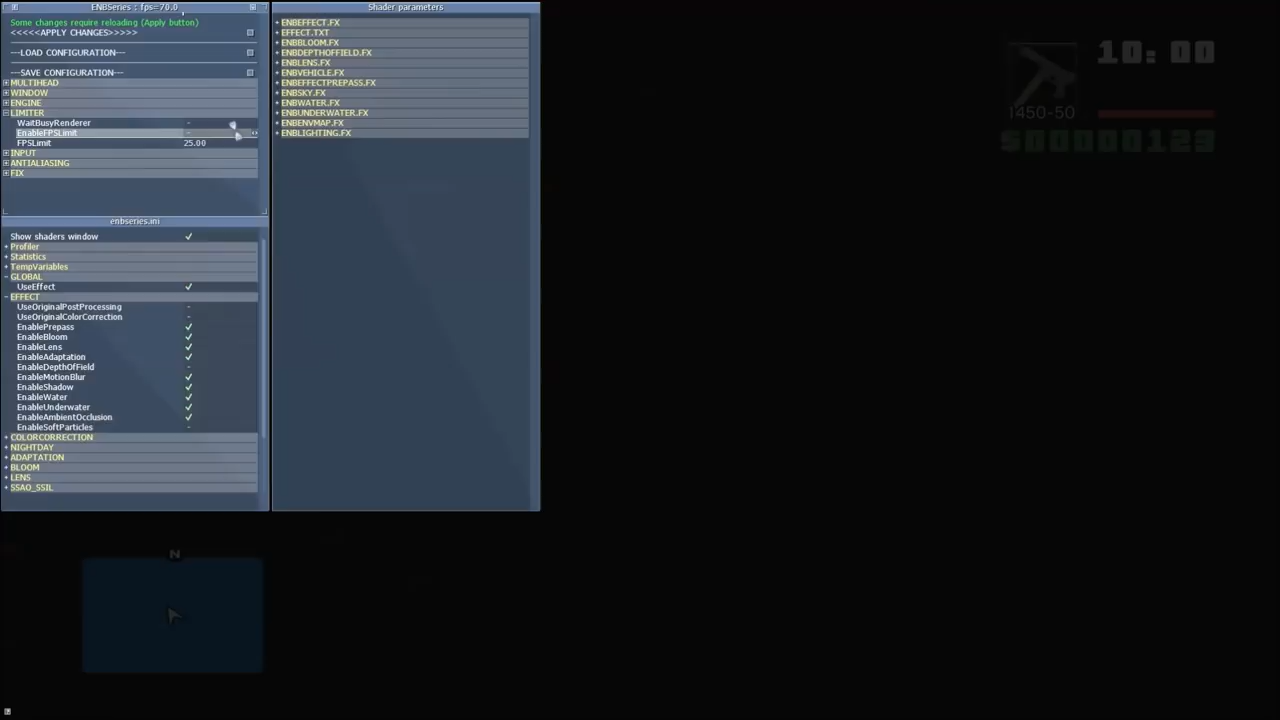 ENBSeries : fps=70.0
Some changes require reloading (Apply button)
<<<<<APPLY CHANGES>>>>>
---LOAD CONFIGURATION---
---SAVE CONFIGURATION---
MULTIHEAD
WINDOW
ENGINE
LIMITER
WaitBusyRenderer -
EnableFPSLimit -
FPSLimit 25.00
INPUT
ANTIALIASING
FIX
enbseries.ini
Show shaders window
Profiler
Statistics
TempVariables
GLOBAL
UseEffect
EFFECT
UseOriginalPostProcessing -
UseOriginalColorCorrection -
EnablePrepass
EnableBloom
EnableLens
EnableAdaptation
EnableDepthOfField -
EnableMotionBlur
EnableShadow
EnableWater
EnableUnderwater
EnableAmbientOcclusion
EnableSoftParticles -
COLORCORRECTION
NIGHTDAY
ADAPTATION
BLOOM
LENS
SSAO_SSIL
Shader parameters
ENBEFFECT.FX
EFFECT.TXT
ENBBLOOM.FX
ENBDEPTHOFFIELD.FX
ENBLENS.FX
ENBVEHICLE.FX
ENBEFFECTPREPASS.FX
ENBSKY.FX
ENBWATER.FX
ENBUNDERWATER.FX
ENBENVMAP.FX
ENBLIGHTING.FX
10:00
1450-50
$00000123
N